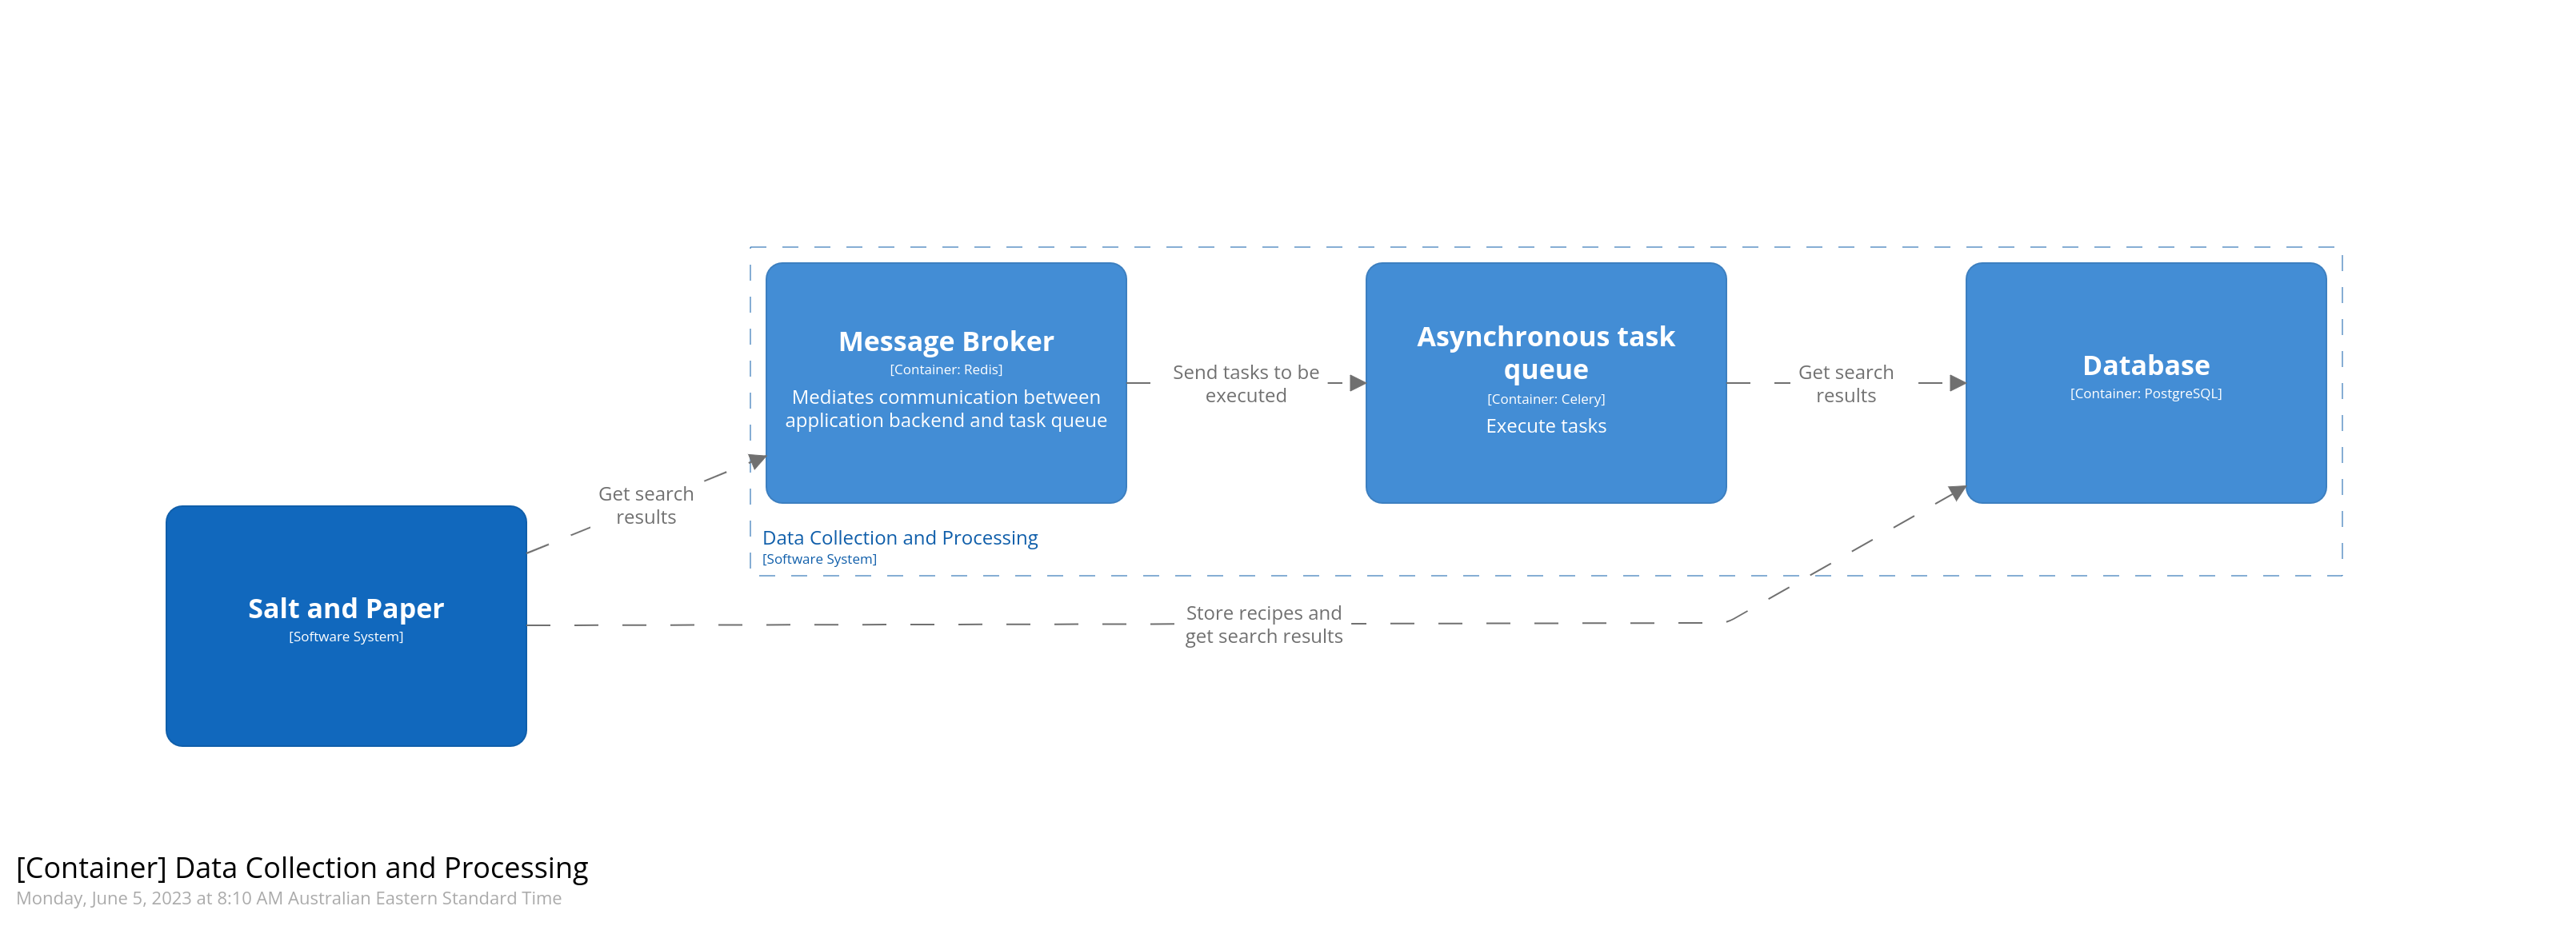 Message Broker
[Container: Redis]
Mediates communication between
application backend and task queue
Send tasks to be
executed
Asynchronous task
queue
[Container: Celery]
Execute tasks
Get search
results
Database
[Container: PostgreSQL]
Get search
results
Data Collection and Processing
[Software System]
Salt and Paper
[Software System]
Store recipes and
get search results
[Container] Data Collection and Processing
Monday, June 5, 2023 at 8:10 AM Australian Eastern Standard Time